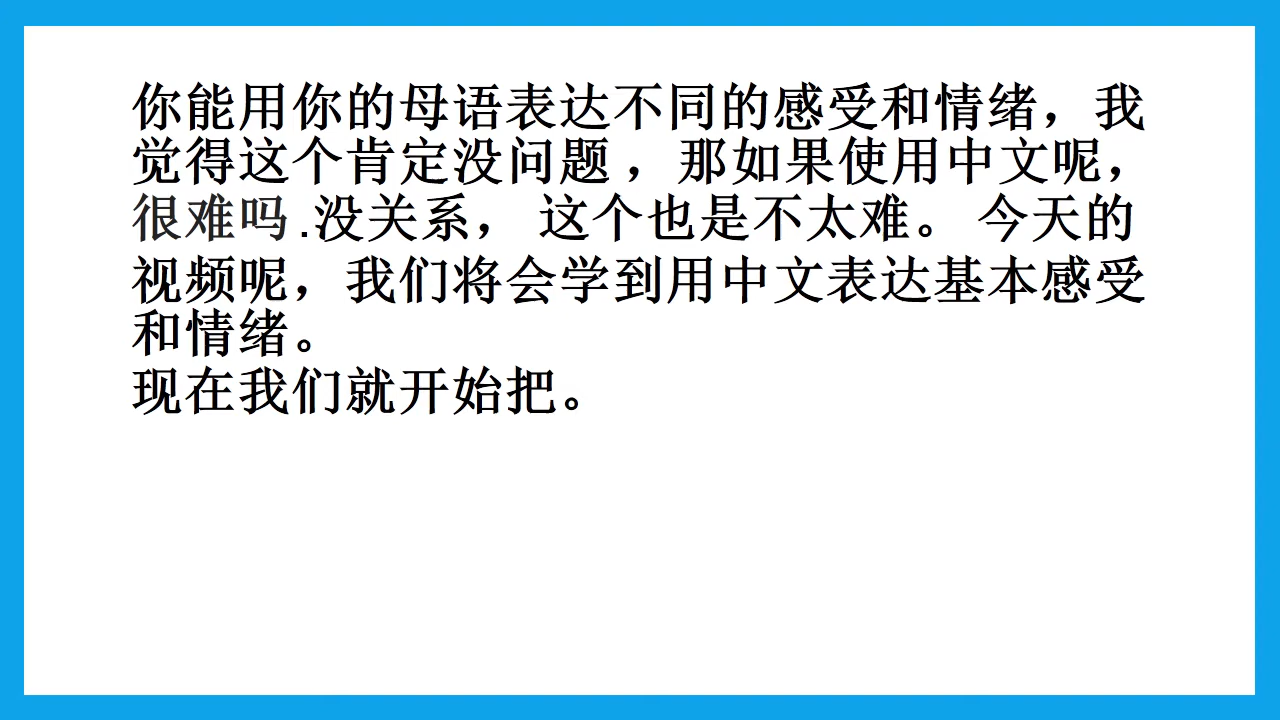 你能用你的母语表达不同的感受和情绪，我
觉得这个肯定没问题 ，那如果使用中文呢，
很难吗 .没关系， 这个也是不太难。 今天的
视频呢，我们将会学到用中文表达基本感受
和情绪。
现在我们就开始把。